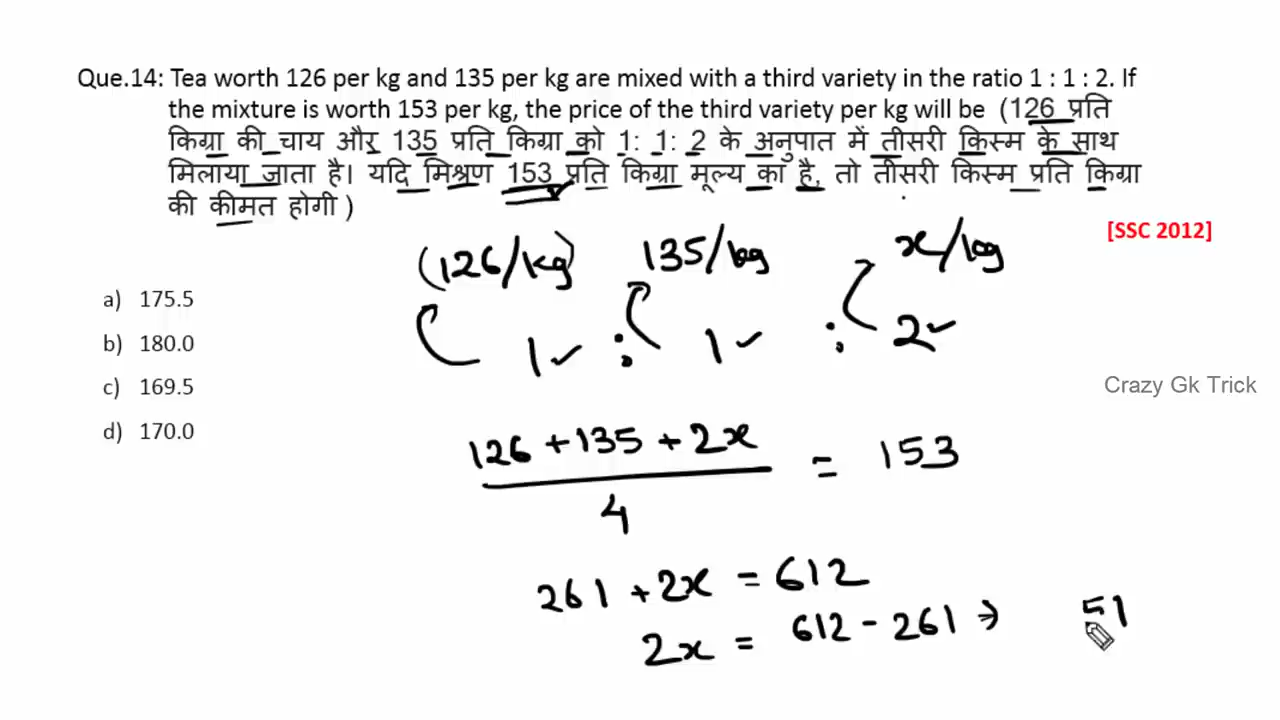 Que.14: Tea worth 126 per kg and 135 per kg are mixed with a third variety in the ratio 1 : 1 : 2. If
the mixture is worth 153 per kg, the price of the third variety per kg will be (126 प्रति
किग्रा की चाय और 135 प्रति किग्रा को 1: 1: 2 के अनुपात में तीसरी किस्म के साथ
मिलाया जाता है। यदि मिश्रण 153 प्रति किग्रा मूल्य का है, तो तीसरी किस्म प्रति किग्रा
की कीमत होगी )
[SSC 2012]
(126/kg) 135/kg x/kg
a) 175.5
b) 180.0
1 : 1 : 2
c) 169.5
Crazy Gk Trick
d) 170.0
126 + 135 + 2x = 153
4
261 + 2x = 612
2x = 612 - 261 ⇒ 51